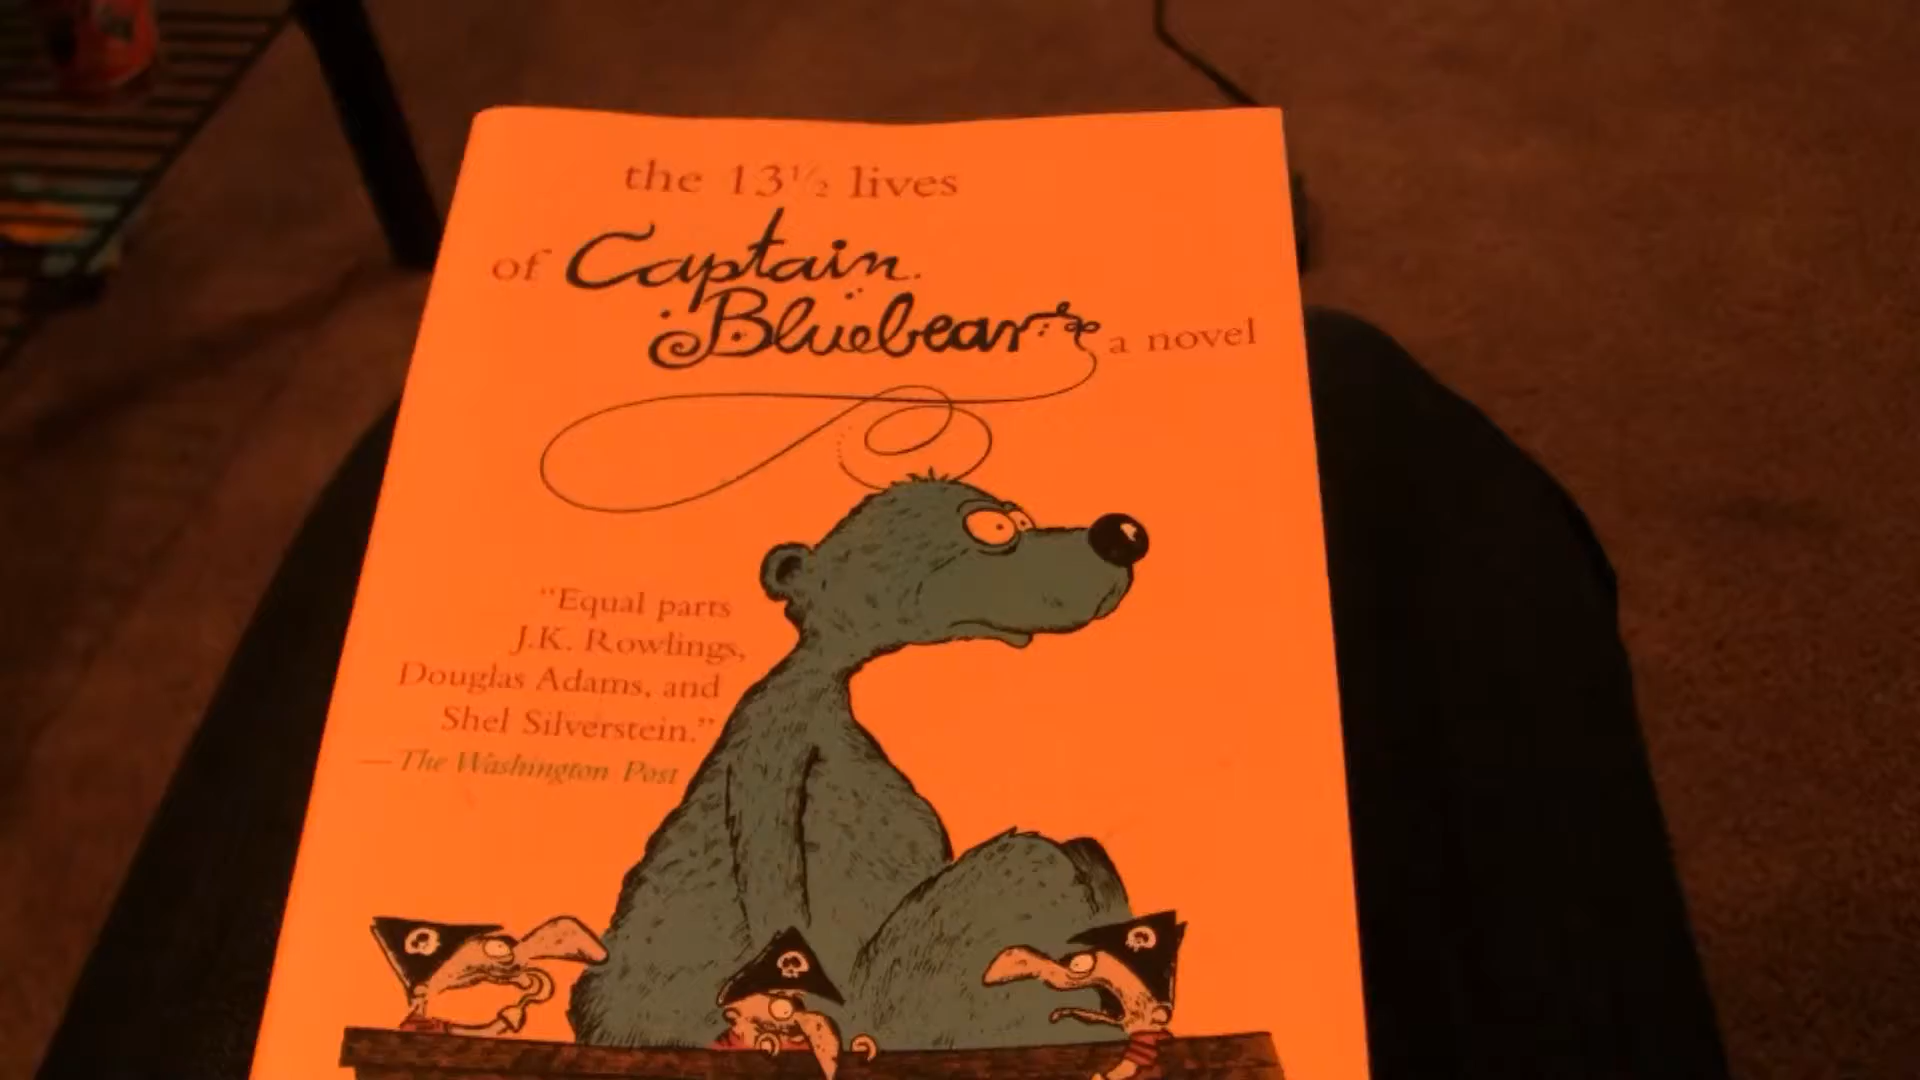 the 13½ lives
of Captain
Bluebear a novel
"Equal parts
J.K. Rowlings,
Douglas Adams, and
Shel Silverstein."
—The Washington Post